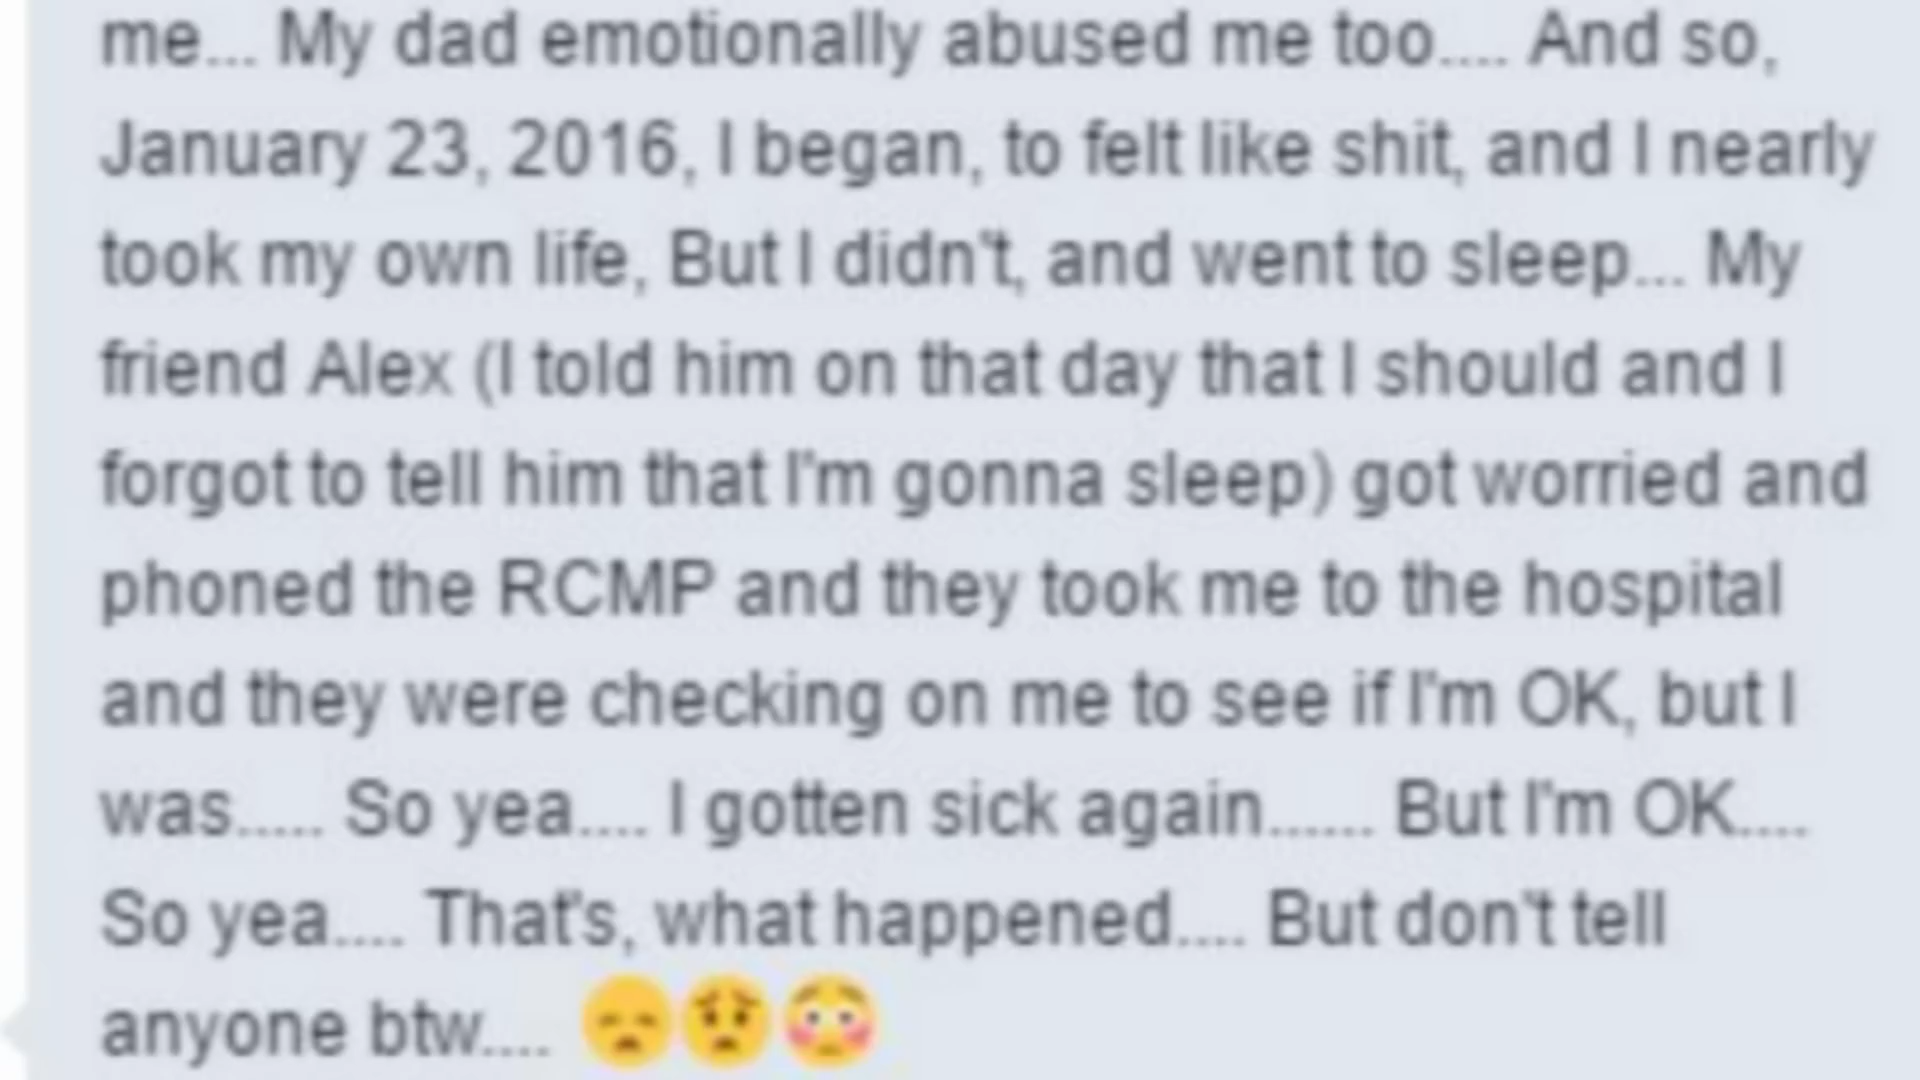 me... My dad emotionally abused me too.... And so,
January 23, 2016, I began, to felt like shit, and I nearly
took my own life, But I didn't, and went to sleep... My
friend Alex (I told him on that day that I should and I
forgot to tell him that I'm gonna sleep) got worried and
phoned the RCMP and they took me to the hospital
and they were checking on me to see if I'm OK, but I
was..... So yea.... I gotten sick again...... But I'm OK....
So yea.... That's, what happened.... But don't tell
anyone btw.... 😞😟😳